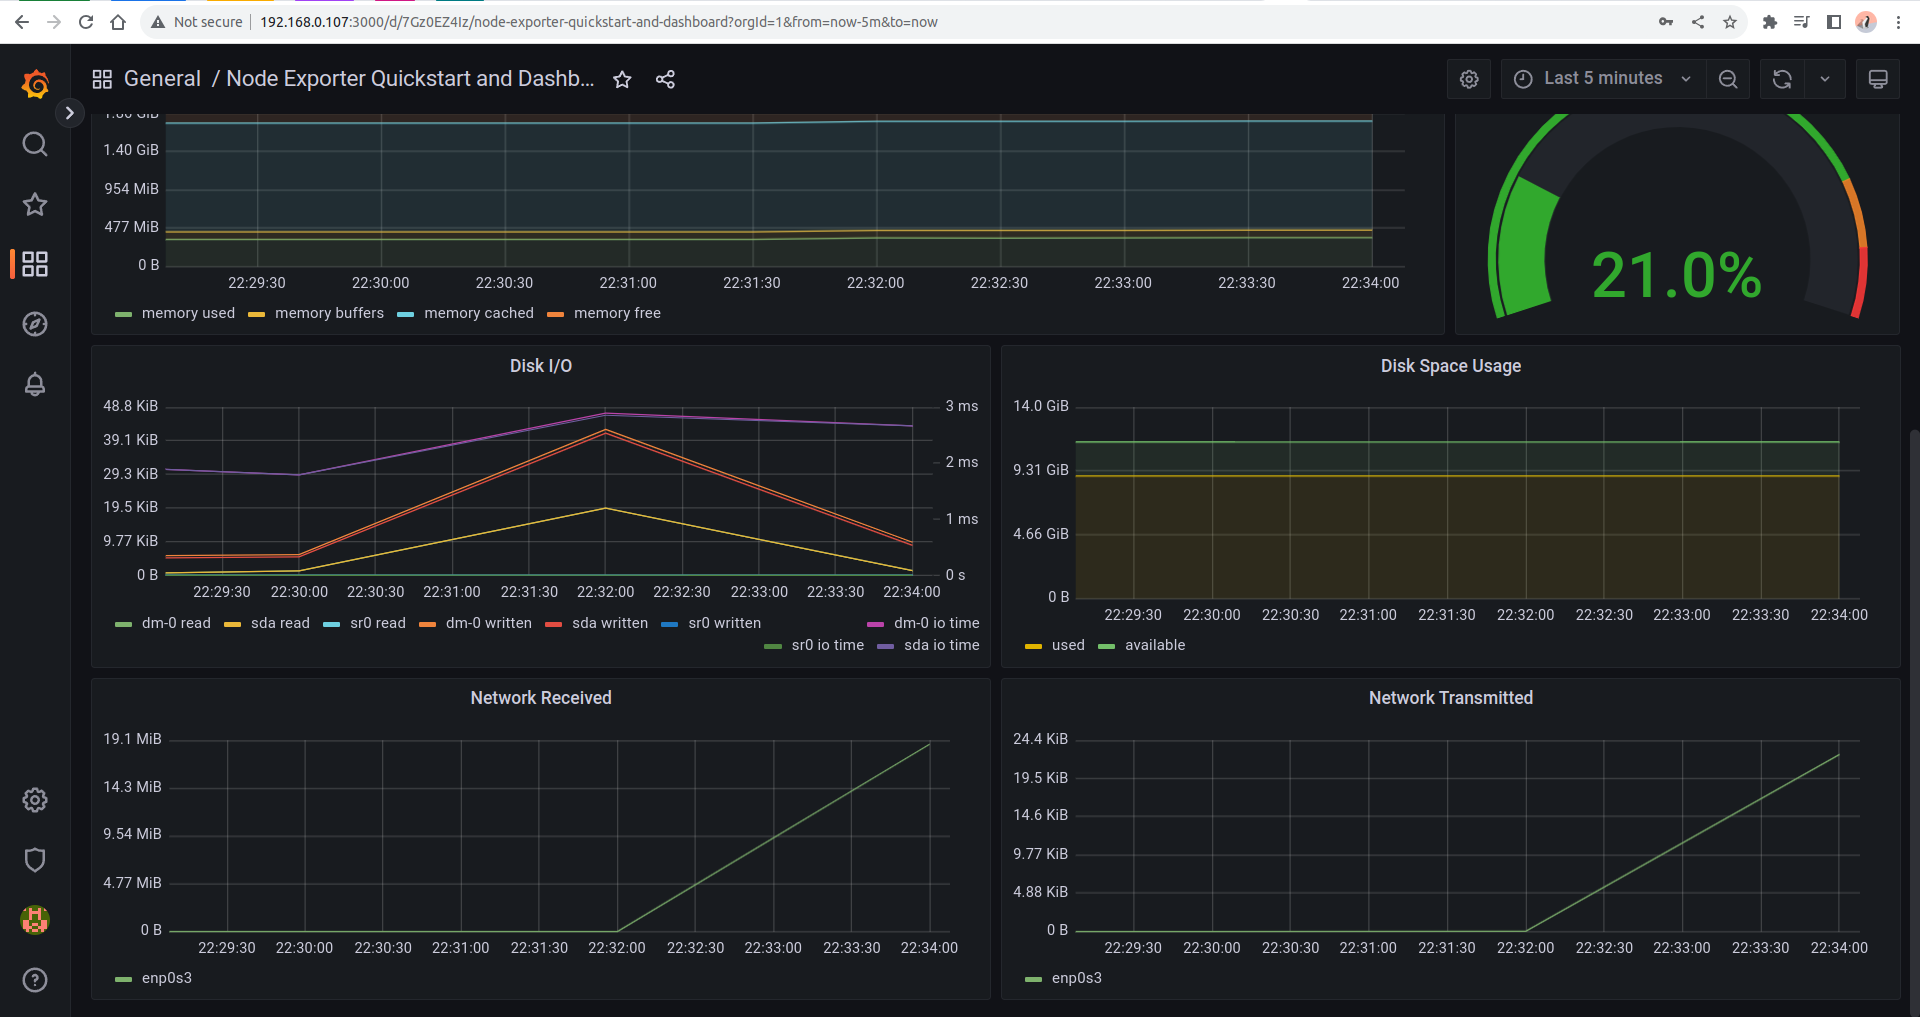 Not secure | 192.168.0.107:3000/d/7Gz0EZ4Iz/node-exporter-quickstart-and-dashboard?orgId=1&from=now-5m&to=now
General / Node Exporter Quickstart and Dashb...
Last 5 minutes
1.86 GiB
1.40 GiB
954 MiB
477 MiB
0 B
22:29:30 22:30:00 22:30:30 22:31:00 22:31:30 22:32:00 22:32:30 22:33:00 22:33:30 22:34:00
memory used memory buffers memory cached memory free
21.0%
Disk I/O
48.8 KiB
39.1 KiB
29.3 KiB
19.5 KiB
9.77 KiB
0 B
3 ms
2 ms
1 ms
0 s
22:29:30 22:30:00 22:30:30 22:31:00 22:31:30 22:32:00 22:32:30 22:33:00 22:33:30 22:34:00
dm-0 read sda read sr0 read dm-0 written sda written sr0 written dm-0 io time
sr0 io time sda io time
Disk Space Usage
14.0 GiB
9.31 GiB
4.66 GiB
0 B
22:29:30 22:30:00 22:30:30 22:31:00 22:31:30 22:32:00 22:32:30 22:33:00 22:33:30 22:34:00
used available
Network Received
19.1 MiB
14.3 MiB
9.54 MiB
4.77 MiB
0 B
22:29:30 22:30:00 22:30:30 22:31:00 22:31:30 22:32:00 22:32:30 22:33:00 22:33:30 22:34:00
enp0s3
Network Transmitted
24.4 KiB
19.5 KiB
14.6 KiB
9.77 KiB
4.88 KiB
0 B
22:29:30 22:30:00 22:30:30 22:31:00 22:31:30 22:32:00 22:32:30 22:33:00 22:33:30 22:34:00
enp0s3